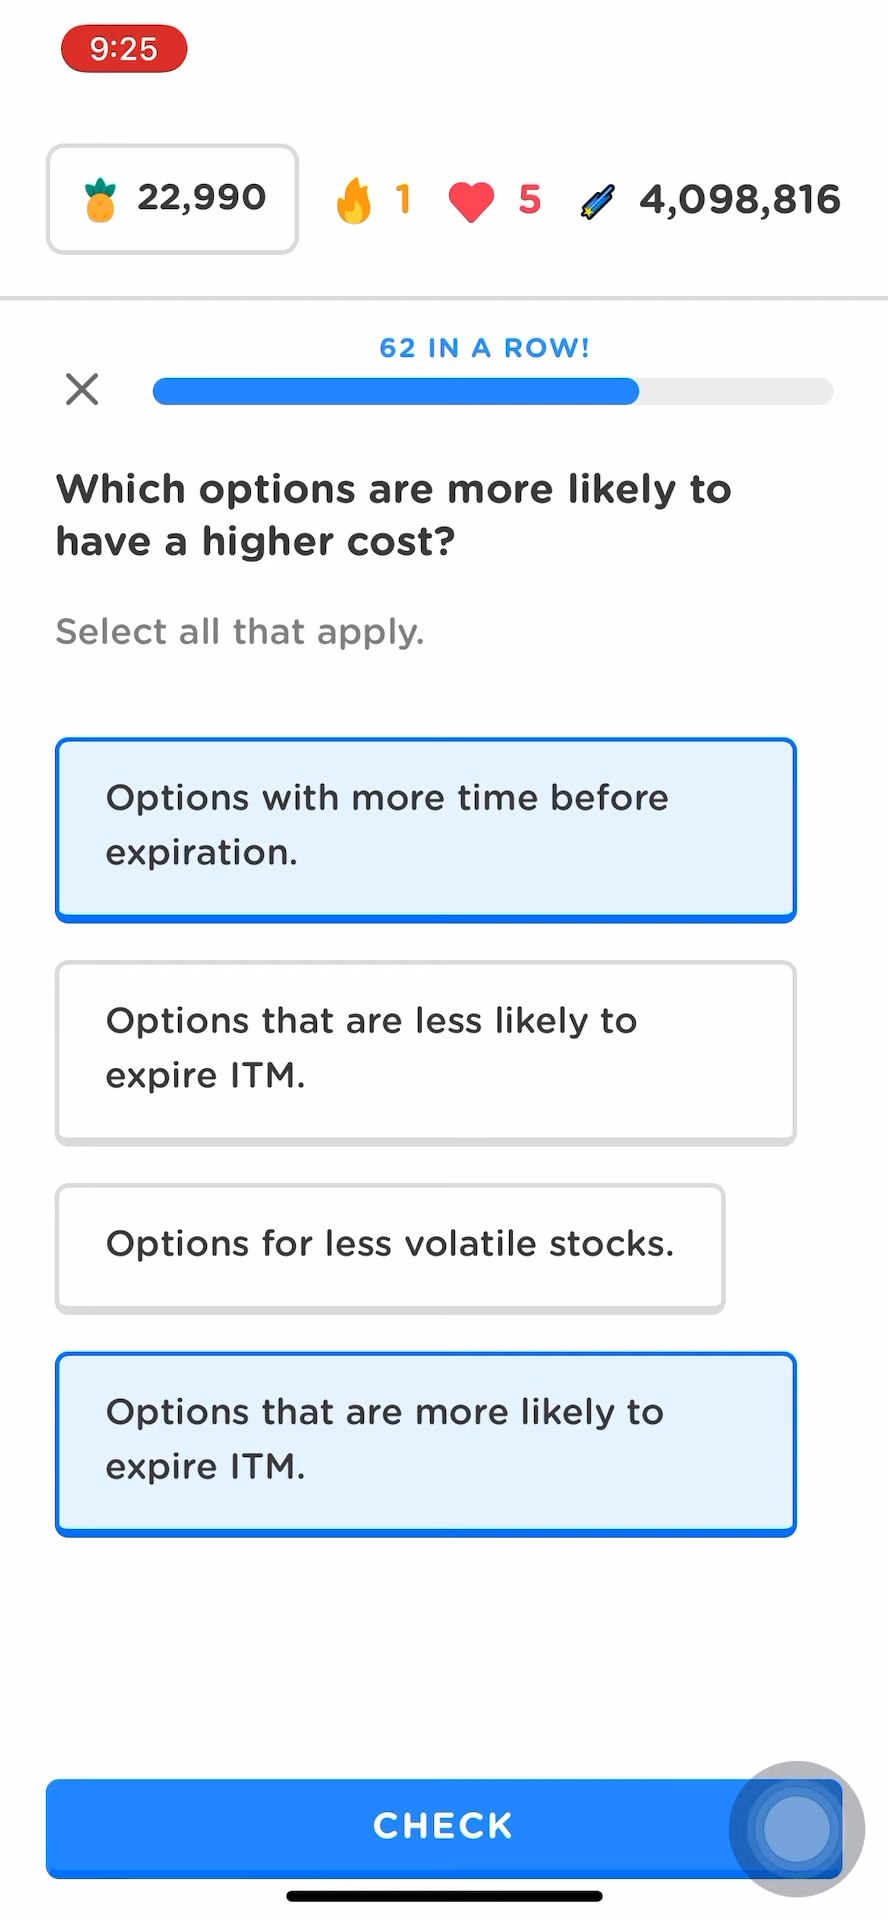 9:25
22,990 1 5 4,098,816
62 IN A ROW!
Which options are more likely to
have a higher cost?
Select all that apply.
Options with more time before
expiration.
Options that are less likely to
expire ITM.
Options for less volatile stocks.
Options that are more likely to
expire ITM.
CHECK